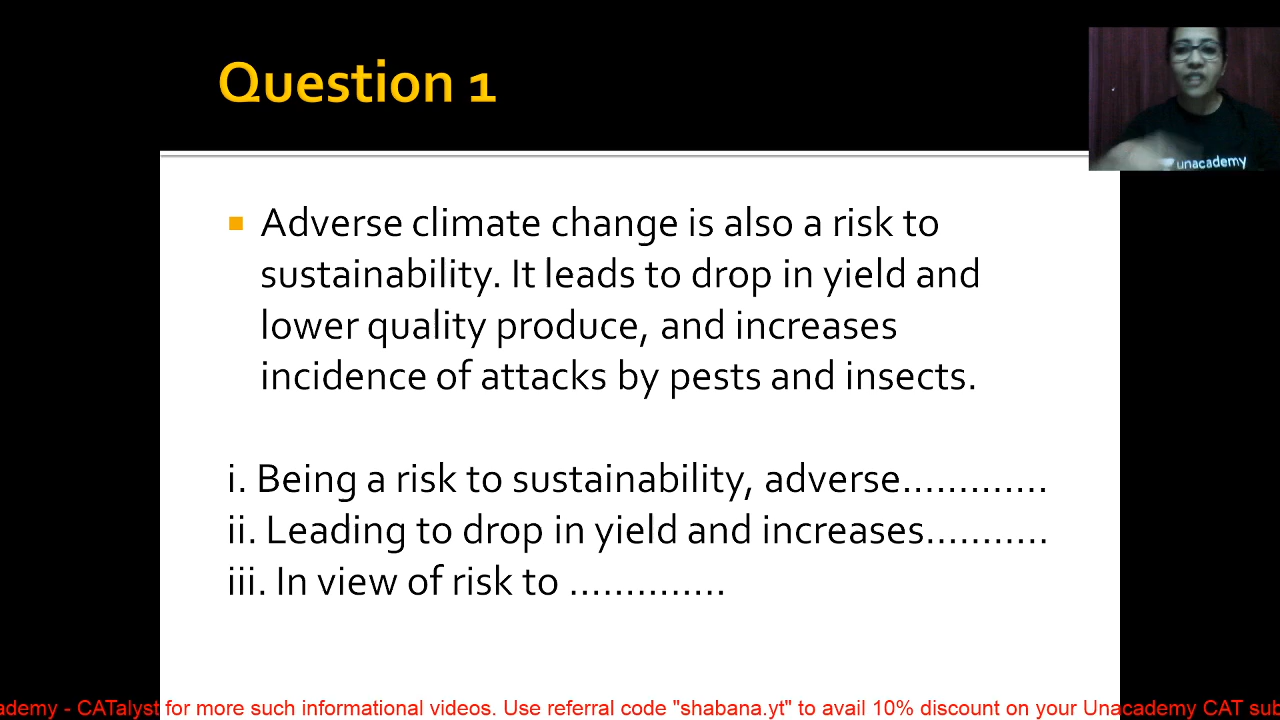 Question 1
unacademy
Adverse climate change is also a risk to
sustainability. It leads to drop in yield and
lower quality produce, and increases
incidence of attacks by pests and insects.
i. Being a risk to sustainability, adverse.............
ii. Leading to drop in yield and increases...........
iii. In view of risk to ..............
ademy - CATalyst for more such informational videos. Use referral code "shabana.yt" to avail 10% discount on your Unacademy CAT sub